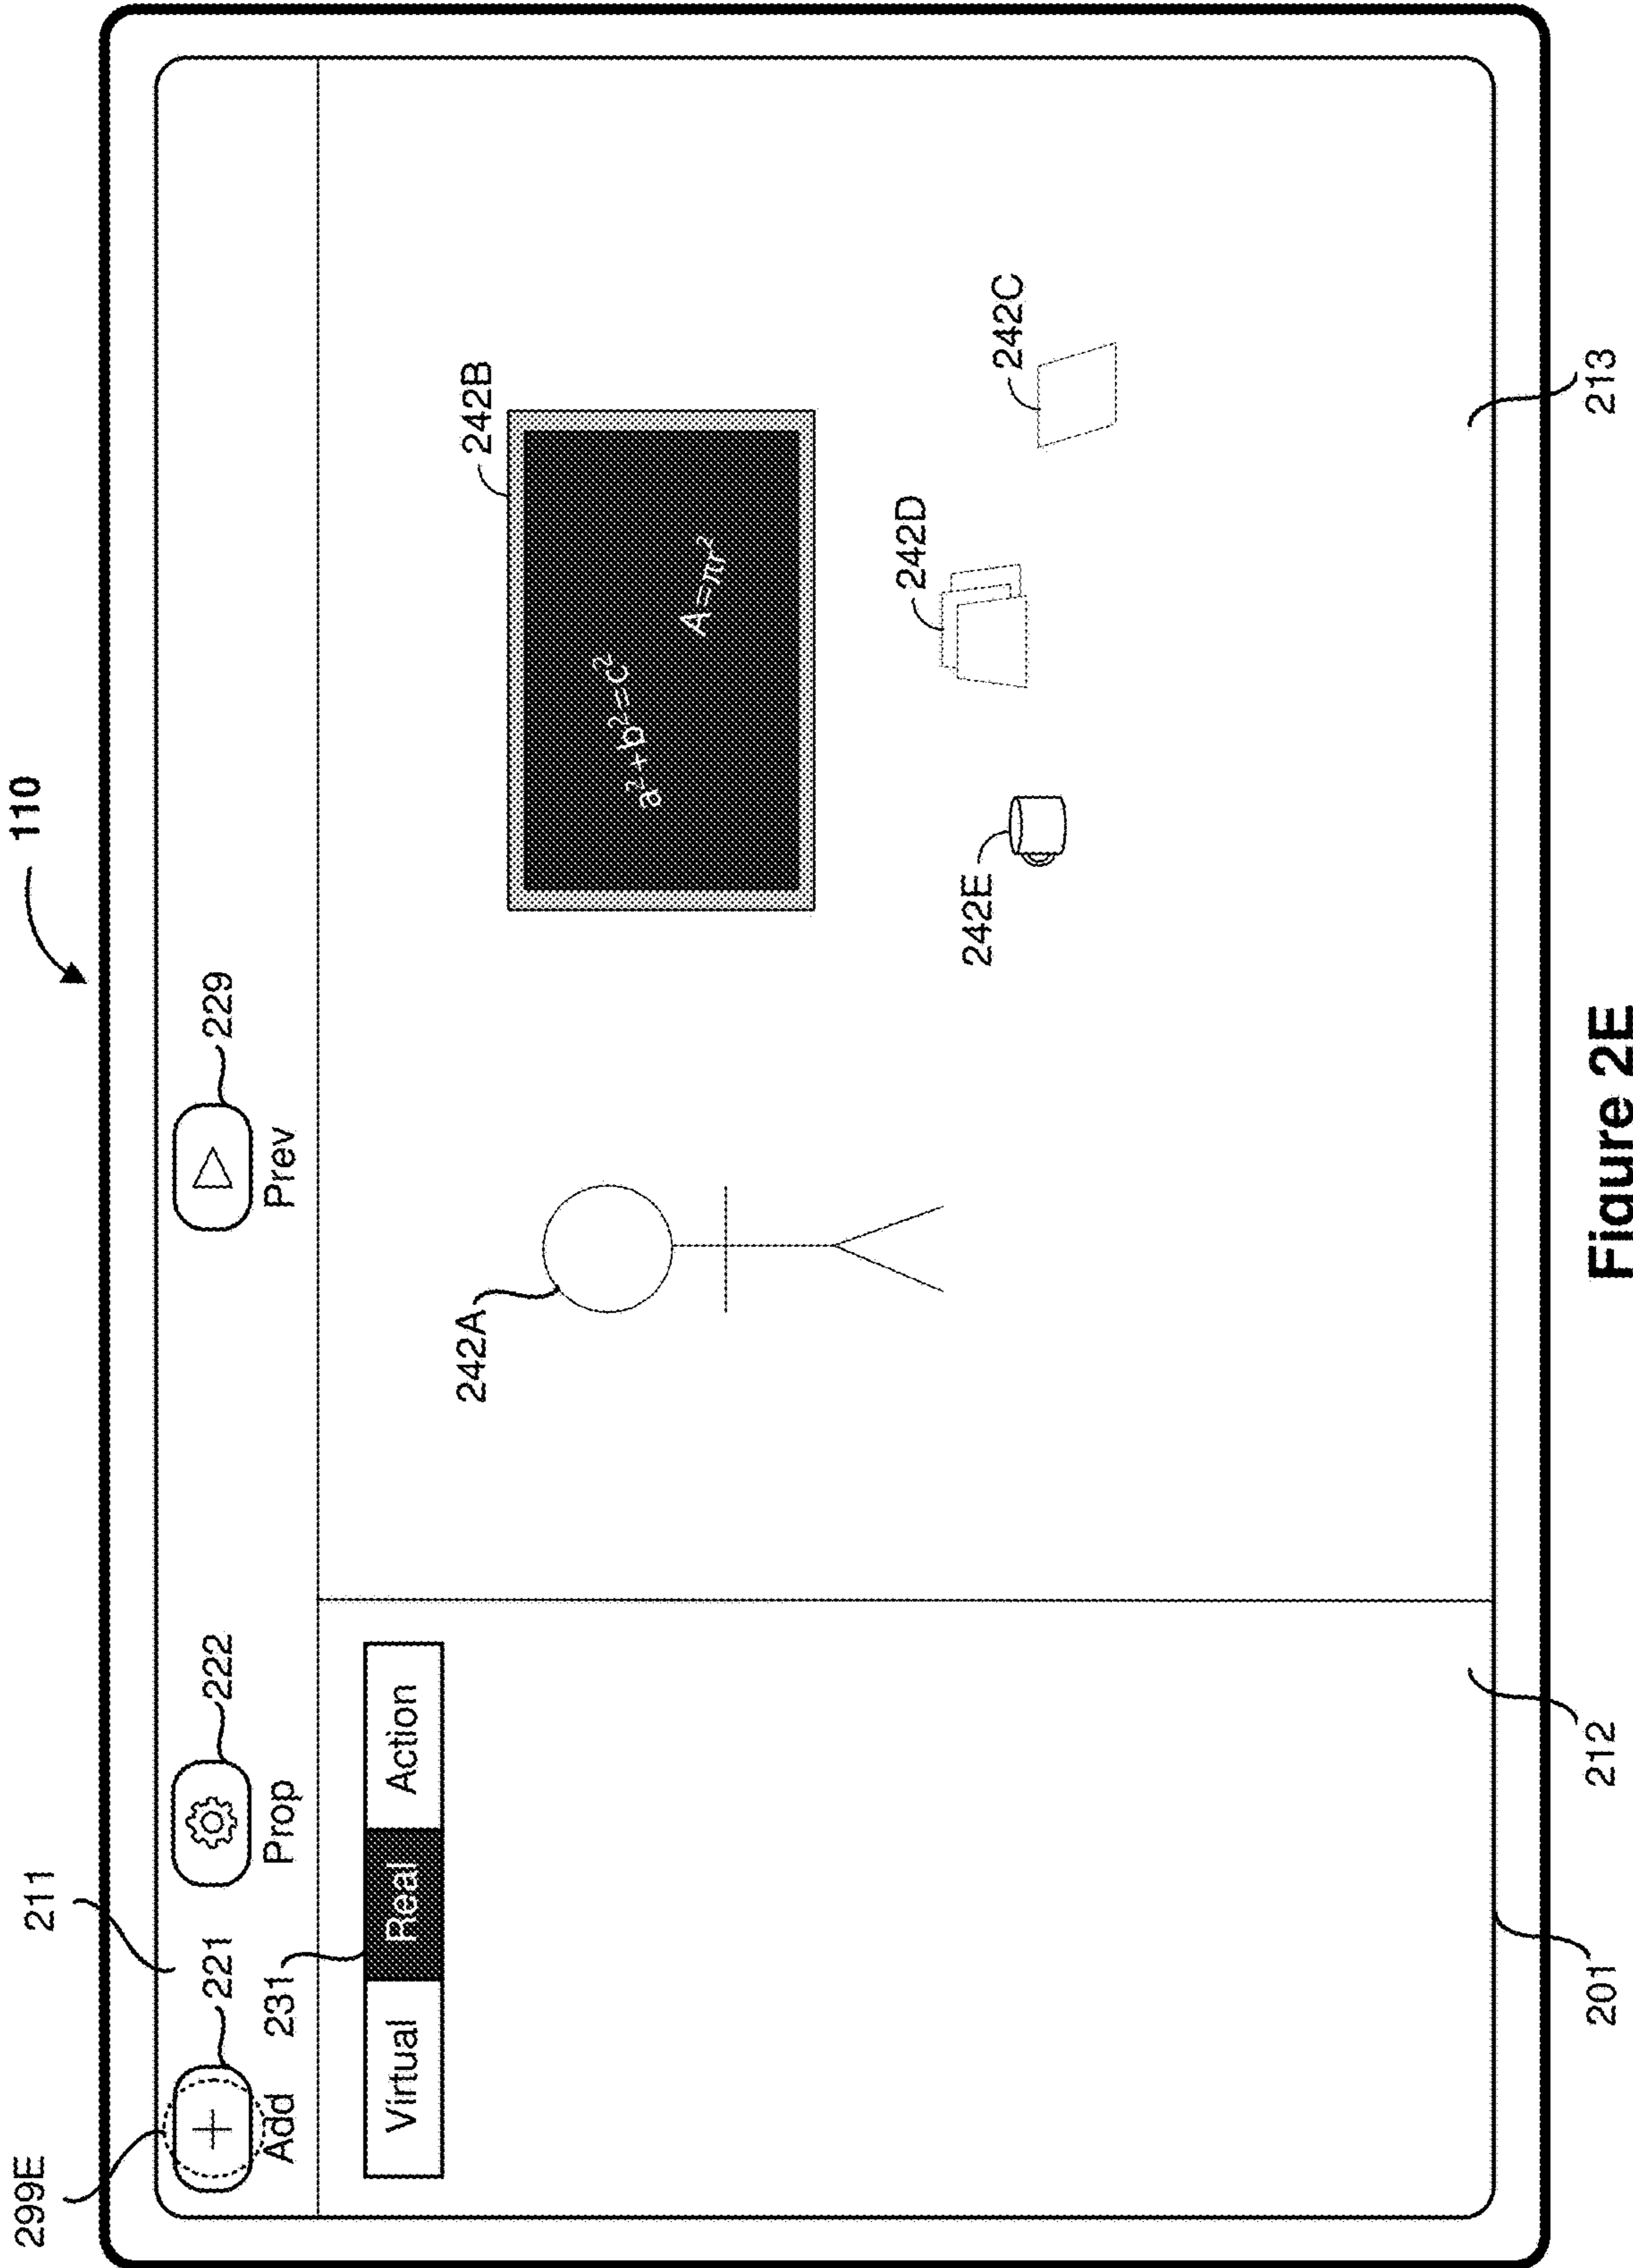 110
299E
211
221
222
229
Add
Prop
Prev
231
Virtual
Real
Action
242A
242B
a²+b²=c²
A=πr²
242E
242D
242C
201
212
213
Figure 2E